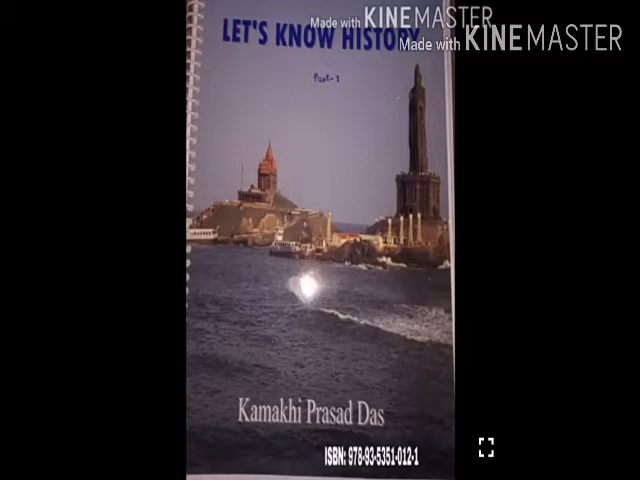 Made with KINEMASTER
Made with KINEMASTER
LET'S KNOW HISTORY
Part-1
Kamakhi Prasad Das
ISBN: 978-93-5351-012-1